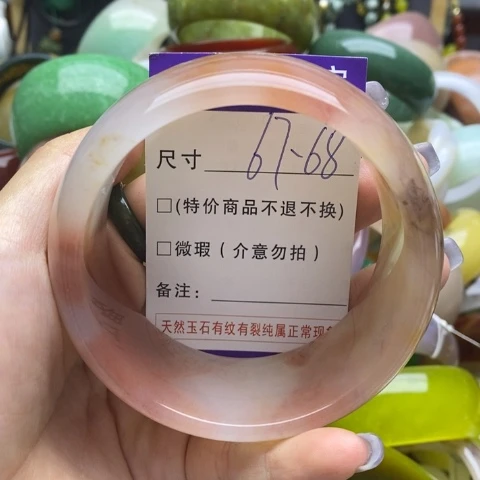 尺寸 67-68
□(特价商品不退不换)
□微瑕(介意勿拍)
备注:
天然玉石有纹有裂纯属正常现